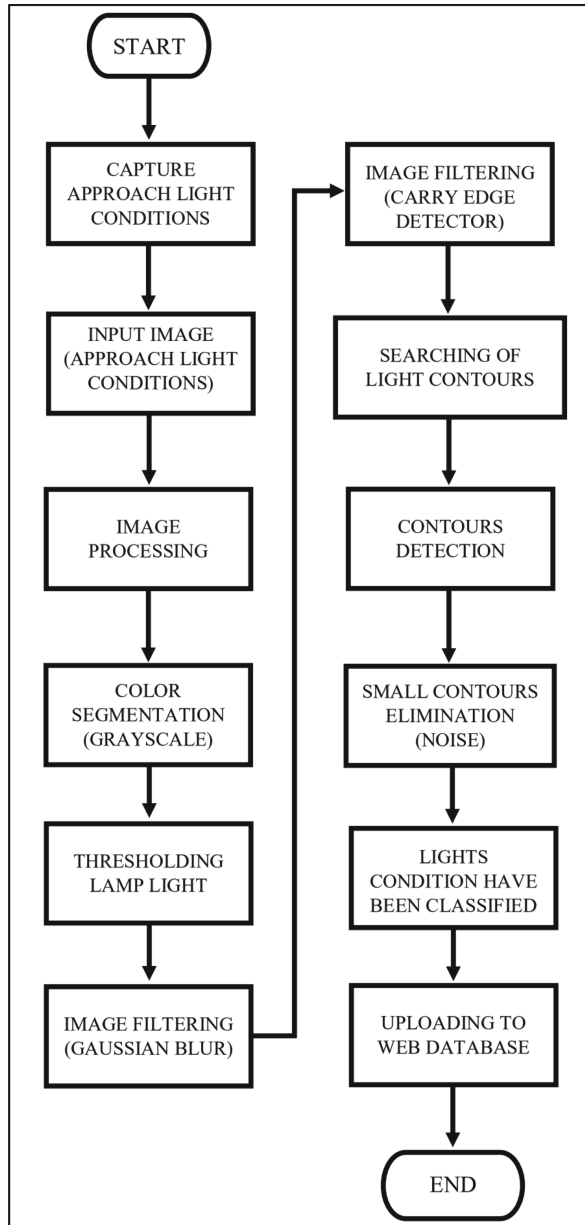 START
CAPTURE
APPROACH LIGHT
CONDITIONS
INPUT IMAGE
(APPROACH LIGHT
CONDITIONS)
IMAGE
PROCESSING
COLOR
SEGMENTATION
(GRAYSCALE)
THRESHOLDING
LAMP LIGHT
IMAGE FILTERING
(GAUSSIAN BLUR)
IMAGE FILTERING
(CARRY EDGE
DETECTOR)
SEARCHING OF
LIGHT CONTOURS
CONTOURS
DETECTION
SMALL CONTOURS
ELIMINATION
(NOISE)
LIGHTS
CONDITION HAVE
BEEN CLASSIFIED
UPLOADING TO
WEB DATABASE
END